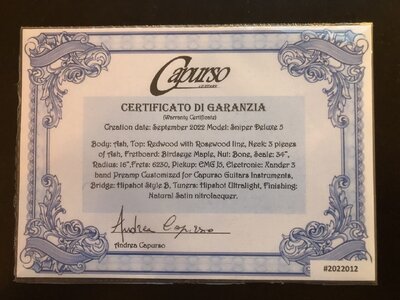 Capurso
GUITARS
CERTIFICATO DI GARANZIA
(Warranty Certificate)
Creation date: September 2022 Model: Sniper Deluxe 5
Body: Ash, Top: Redwood with Rosewood line, Neck: 3 pieces
of Ash, Fretboard: Birdseye Maple, Nut: Bone, Scale: 34",
Radius: 16", Frets: 6230, Pickup: EMG J5, Electronic: Xander 3
band Preamp Customized for Capurso Guitars Instruments,
Bridge: Hipshot Style B, Tuners: Hipshot Ultralight, Finishing:
Natural Satin nitrolacquer.
Andrea Capurso
Andrea Capurso
#2022012